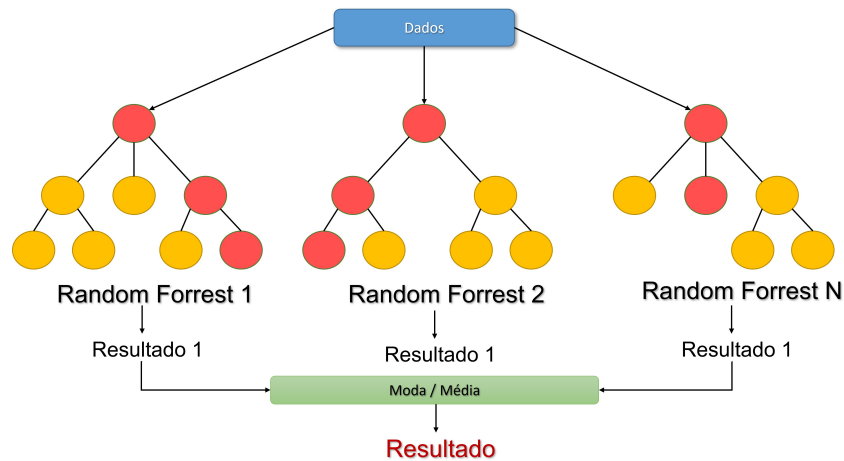 Dados
Random Forrest 1
Random Forrest 2
Random Forrest N
Resultado 1
Resultado 1
Resultado 1
Moda / Média
Resultado